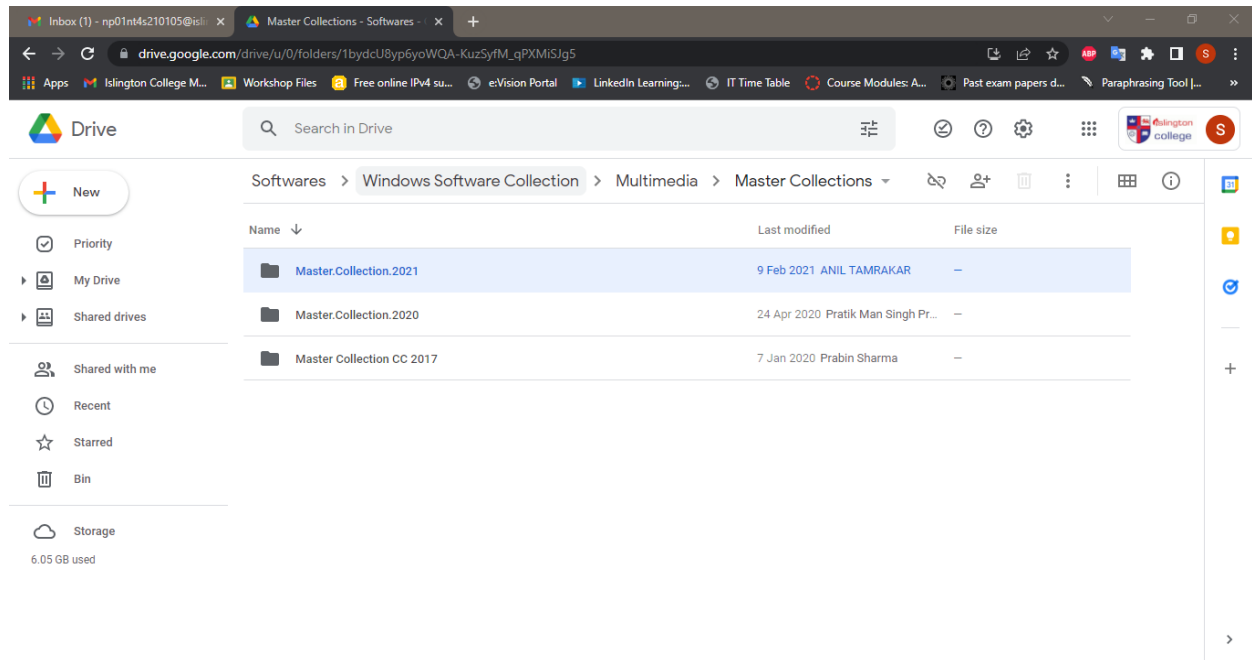 Inbox (1) - np01nt4s210105@islin
Master Collections - Softwares - G
drive.google.com/drive/u/0/folders/1bydcU8yp6yoWQA-KuzSyfM_qPXMiSJg5
ABP
S
Apps
Islington College M...
Workshop Files
Free online IPv4 su...
e:Vision Portal
LinkedIn Learning:...
IT Time Table
Course Modules: A...
Past exam papers d...
Paraphrasing Tool |...
»
Drive
Search in Drive
islington
college
S
New
Softwares > Windows Software Collection > Multimedia > Master Collections
31
Name
Last modified
File size
Priority
My Drive
Shared drives
Shared with me
Recent
Starred
Bin
Storage
6.05 GB used
Master.Collection.2021 9 Feb 2021 ANIL TAMRAKAR –
Master.Collection.2020 24 Apr 2020 Pratik Man Singh Pr... –
Master Collection CC 2017 7 Jan 2020 Prabin Sharma –